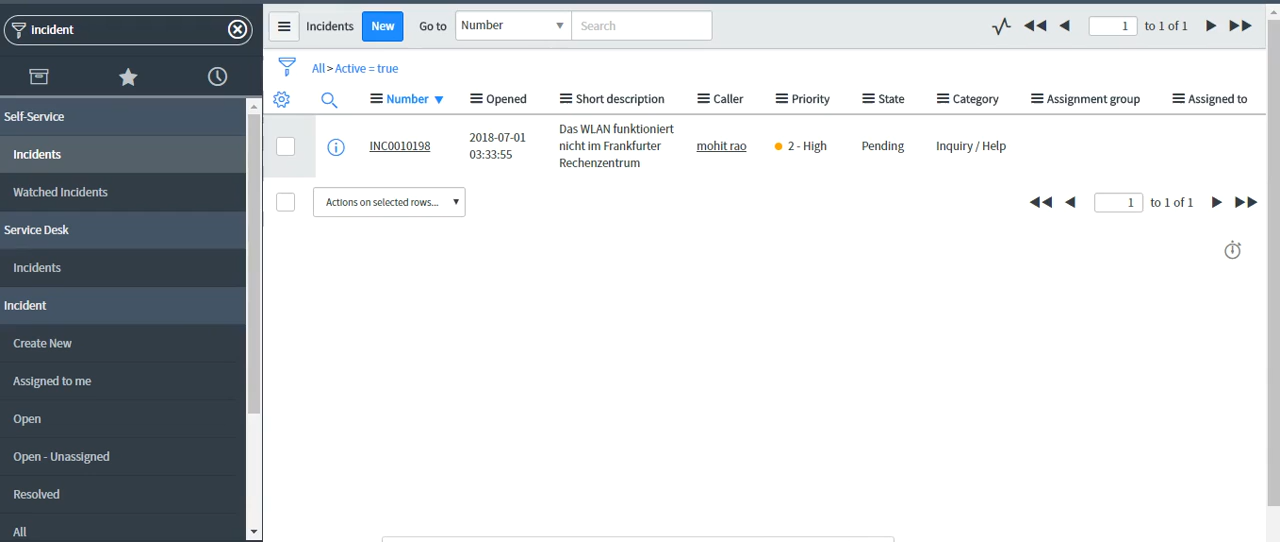 Incident
Self-Service
Incidents
Watched Incidents
Service Desk
Incidents
Incident
Create New
Assigned to me
Open
Open - Unassigned
Resolved
All
Incidents New Go to Number Search 1 to 1 of 1
All > Active = true
Number Opened Short description Caller Priority State Category Assignment group Assigned to
INC0010198
2018-07-01
03:33:55
Das WLAN funktioniert
nicht im Frankfurter
Rechenzentrum
mohit rao
2 - High
Pending
Inquiry / Help
Actions on selected rows... 1 to 1 of 1